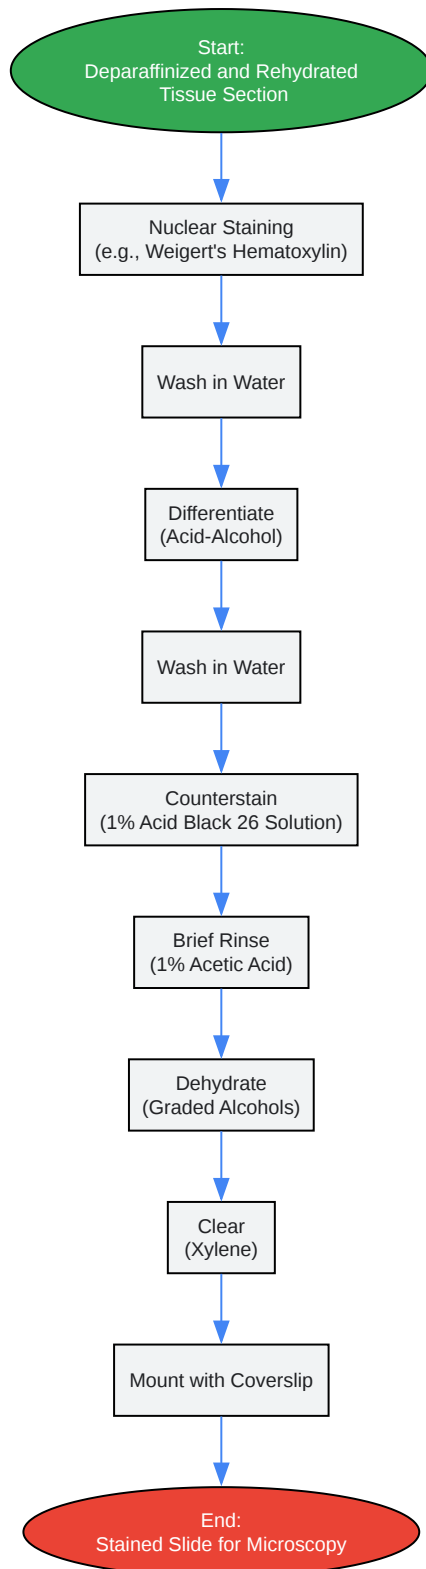 Start:
Deparaffinized and Rehydrated
Tissue Section
Nuclear Staining
(e.g., Weigert's Hematoxylin)
Wash in Water
Differentiate
(Acid-Alcohol)
Wash in Water
Counterstain
(1% Acid Black 26 Solution)
Brief Rinse
(1% Acetic Acid)
Dehydrate
(Graded Alcohols)
Clear
(Xylene)
Mount with Coverslip
End:
Stained Slide for Microscopy